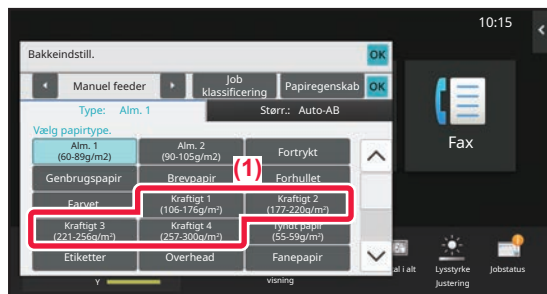 10:15
Bakkeindstill.
OK
Manuel feeder
Job
klassificering
Papiregenskab
OK
Type: Alm. 1
Størr.: Auto-AB
Vælg papirtype.
Alm. 1
(60-89g/m2)
Alm. 2
(90-105g/m2)
Fortrykt
Fax
Genbrugspapir
Brevpapir
(1)
Forhullet
Farvet
Kraftigt 1
(106-176g/m²)
Kraftigt 2
(177-220g/m²)
Kraftigt 3
(221-256g/m²)
Kraftigt 4
(257-300g/m²)
Tyndt papir
(55-59g/m²)
Etiketter
Overhead
Fanepapir
al i alt
Lysstyrke
Justering
Jobstatus
Y
visning